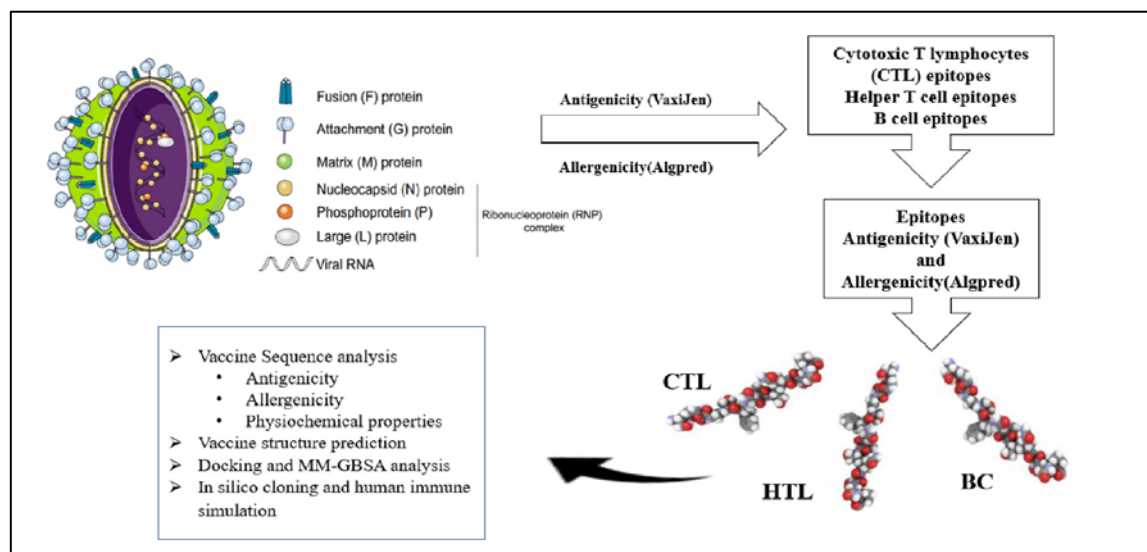 Fusion (F) protein
Attachment (G) protein
Matrix (M) protein
Nucleocapsid (N) protein
Phosphoprotein (P)
Large (L) protein
Viral RNA
Ribonucleoprotein (RNP)
complex
Antigenicity (VaxiJen)
Allergenicity(Algpred)
Cytotoxic T lymphocytes
(CTL) epitopes
Helper T cell epitopes
B cell epitopes
Epitopes
Antigenicity (VaxiJen)
and
Allergenicity(Algpred)
CTL
HTL
BC
➢ Vaccine Sequence analysis
• Antigenicity
• Allergenicity
• Physiochemical properties
➢ Vaccine structure prediction
➢ Docking and MM-GBSA analysis
➢ In silico cloning and human immune
simulation